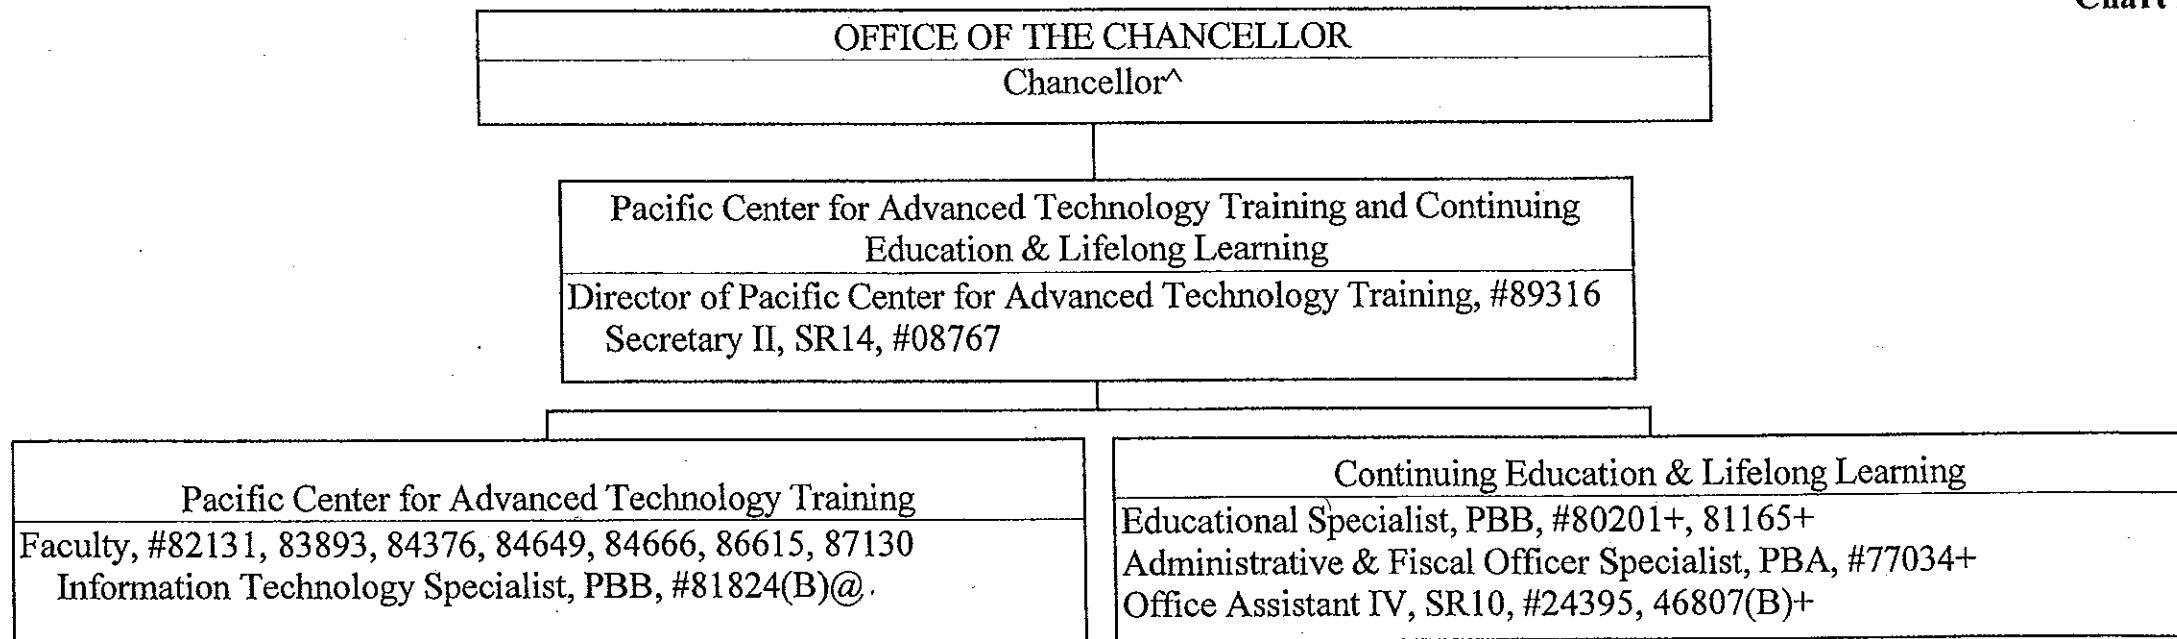 Chart
OFFICE OF THE CHANCELLOR
Chancellor^
Pacific Center for Advanced Technology Training and Continuing
Education & Lifelong Learning
Director of Pacific Center for Advanced Technology Training, #89316
Secretary II, SR14, #08767
Pacific Center for Advanced Technology Training
Faculty, #82131, 83893, 84376, 84649, 84666, 86615, 87130
Information Technology Specialist, PBB, #81824(B)@
Continuing Education & Lifelong Learning
Educational Specialist, PBB, #80201+, 81165+
Administrative & Fiscal Officer Specialist, PBA, #77034+
Office Assistant IV, SR10, #24395, 46807(B)+